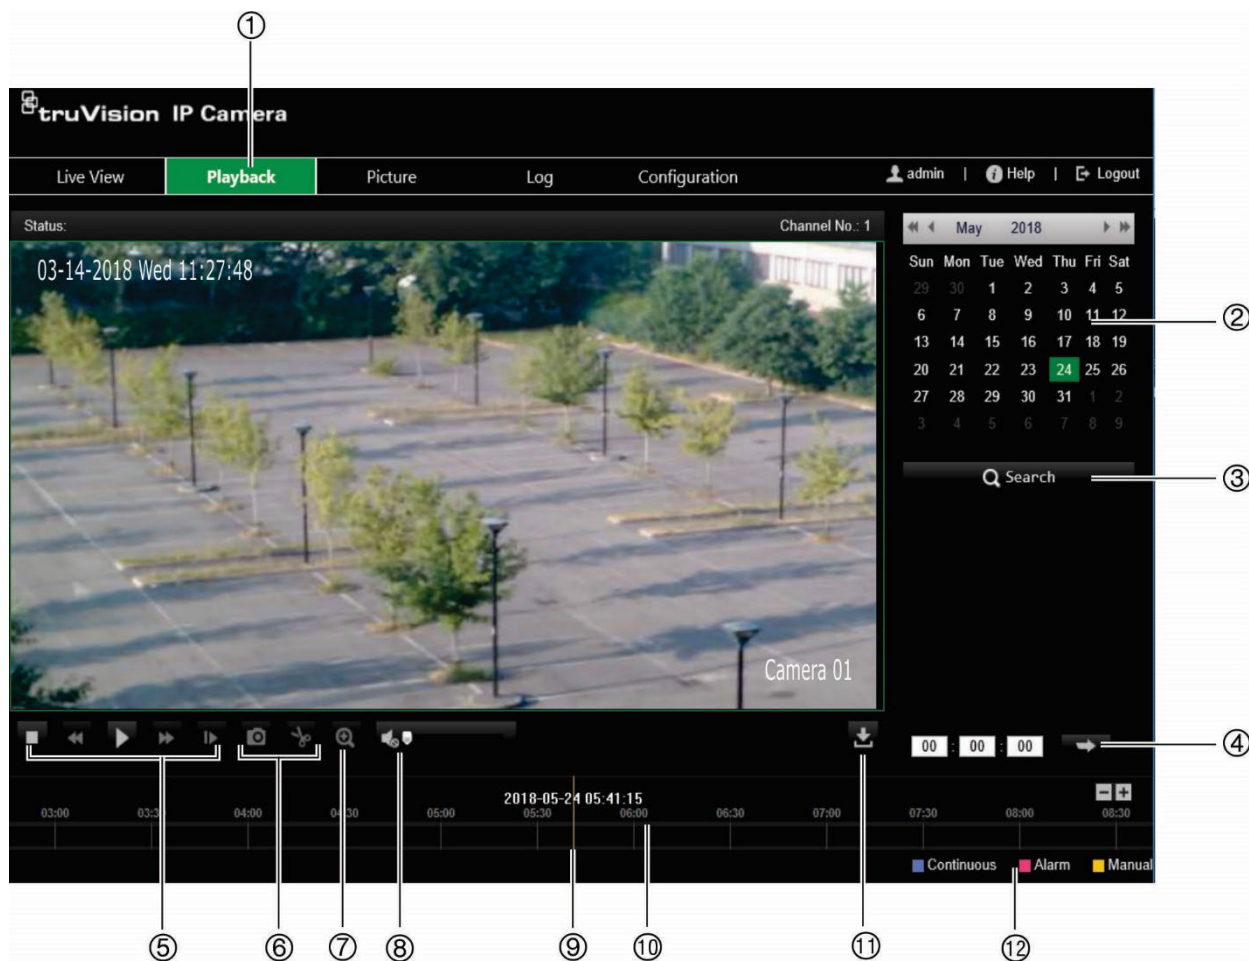 ①
truVision IP Camera
Live View Playback Picture Log Configuration admin | Help | Logout
Status: Channel No.: 1
03-14-2018 Wed 11:27:48
Camera 01
May 2018
Sun Mon Tue Wed Thu Fri Sat
29 30 1 2 3 4 5
6 7 8 9 10 11 12
13 14 15 16 17 18 19
20 21 22 23 24 25 26
27 28 29 30 31 1 2
3 4 5 6 7 8 9
②
Search
③
00 : 00 : 00
④
2018-05-24 05:41:15
03:00 03:30 04:00 04:30 05:00 05:30 06:00 06:30 07:00 07:30 08:00 08:30
Continuous Alarm Manual
⑤ ⑥ ⑦ ⑧ ⑨ ⑩ ⑪ ⑫